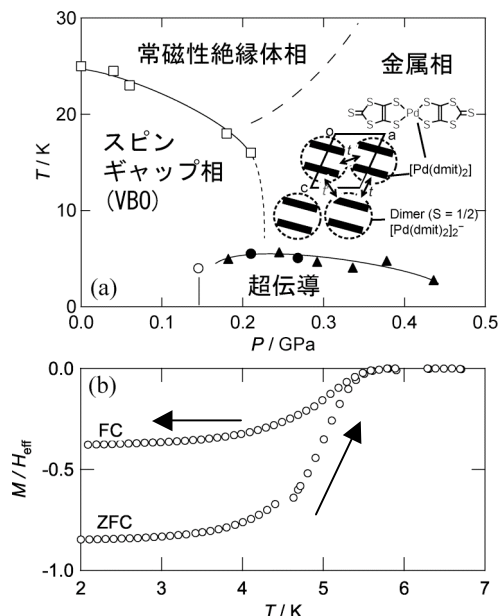 30
20
10
0
T / K
常磁性絶縁体相
金属相
スピン
ギャップ相
(VBO)
S S S S
S Pd S
S S S S
o a
t
c t t
[Pd(dmit)2]
Dimer (S = 1/2)
[Pd(dmit)2]2−
(a)
超伝導
0.0 0.1 0.2 0.3 0.4 0.5
P / GPa
(b)
0.0
-0.5
-1.0
M / Heff
FC
ZFC
2 3 4 5 6 7
T / K